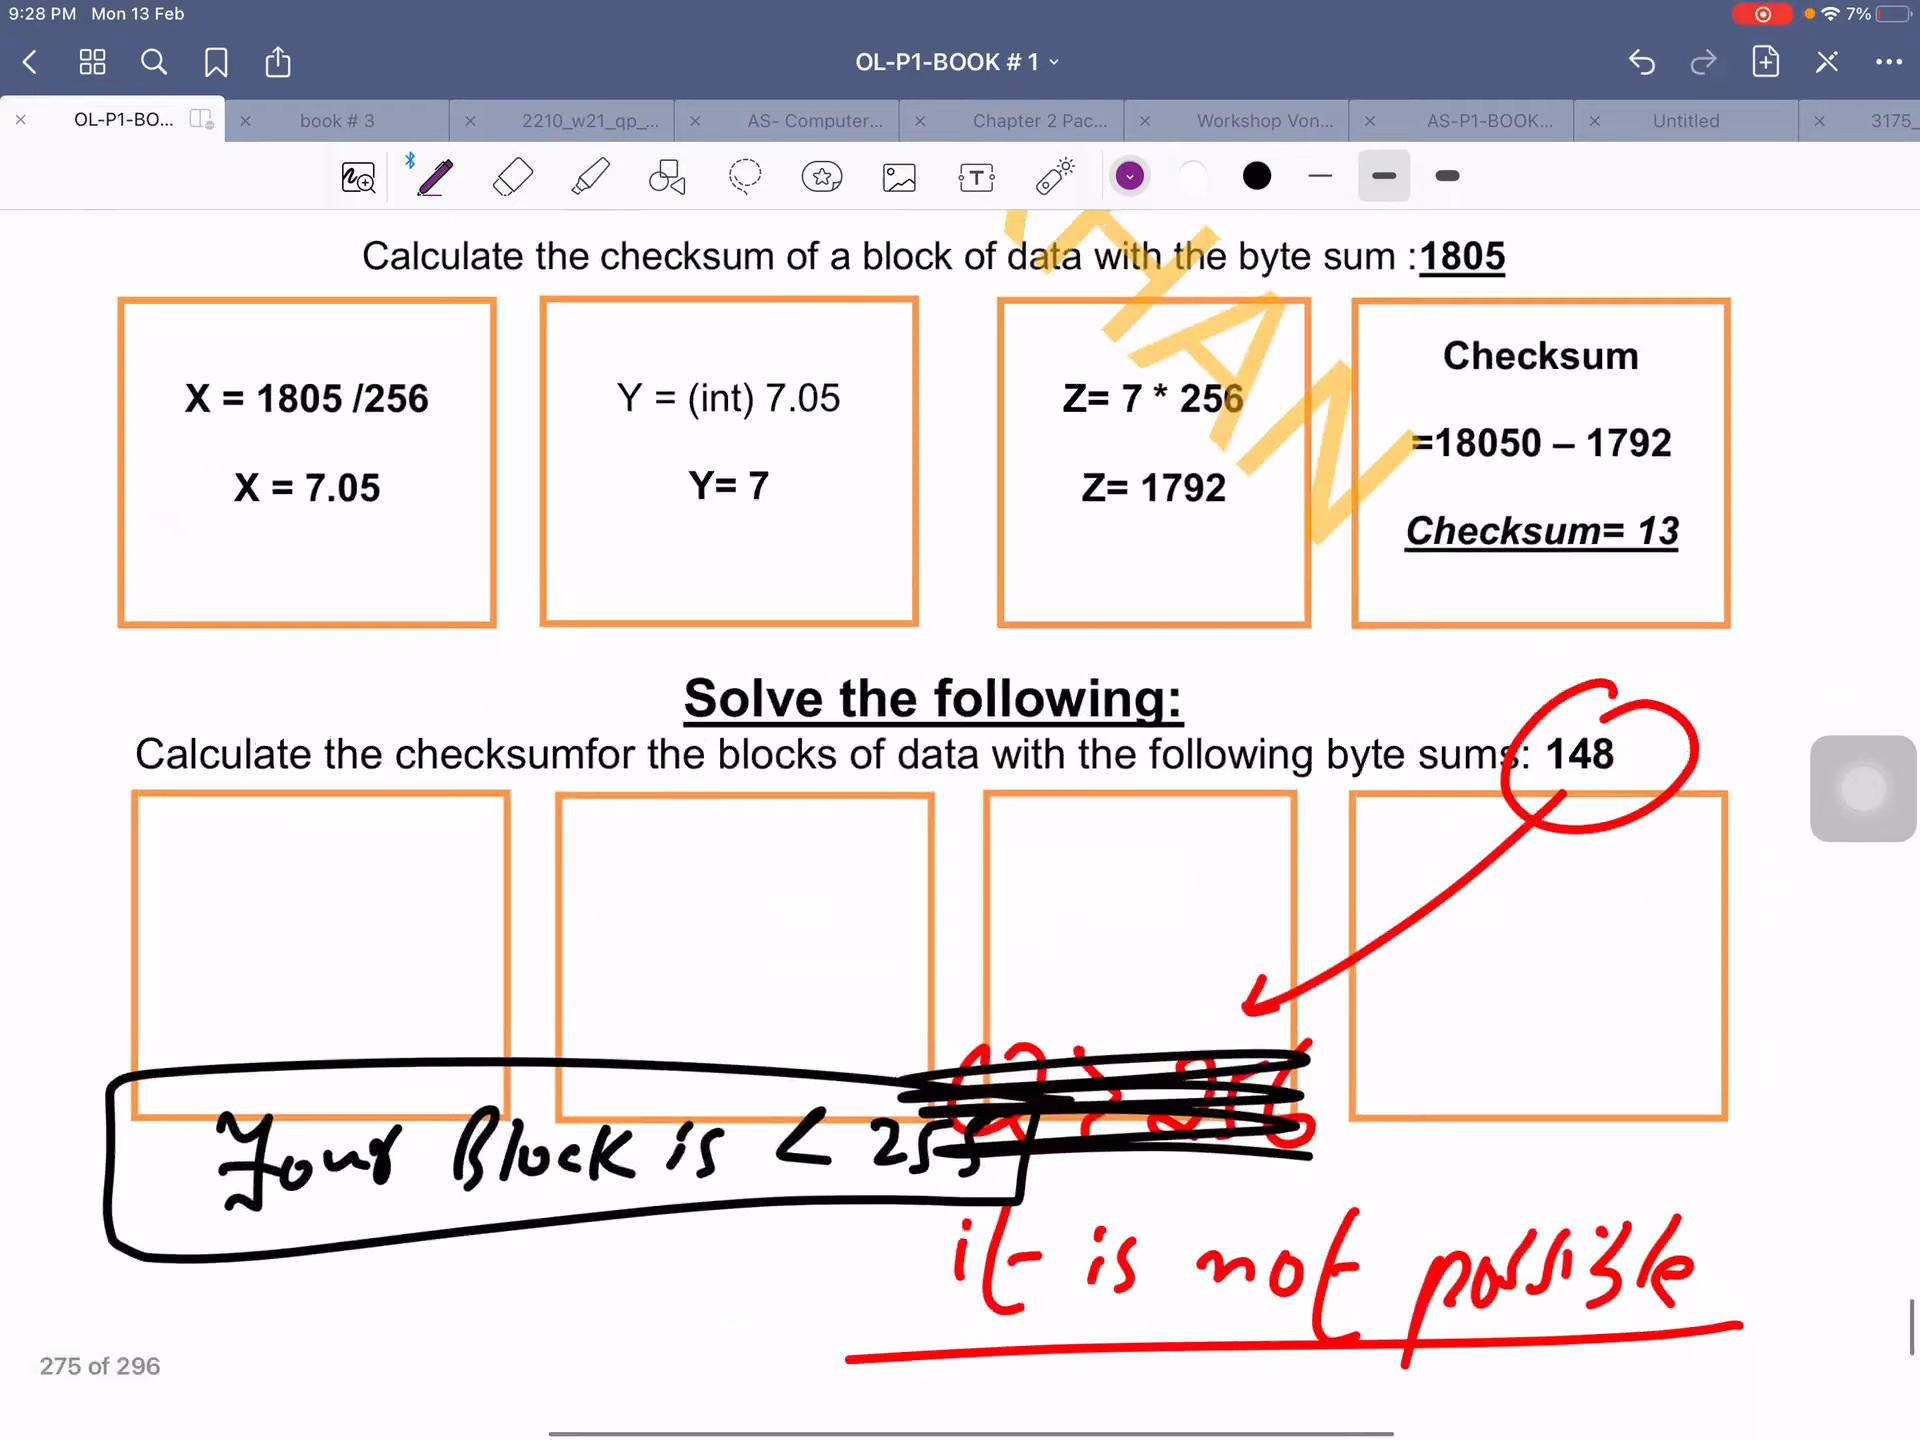 9:28 PM Mon 13 Feb
7%
OL-P1-BOOK # 1
OL-P1-BO...
book # 3
2210_w21_qp_...
AS- Computer...
Chapter 2 Pac...
Workshop Von...
AS-P1-BOOK...
Untitled
3175_
KHAN
Calculate the checksum of a block of data with the byte sum :1805
X = 1805 /256
X = 7.05
Y = (int) 7.05
Y= 7
Z= 7 * 256
Z= 1792
Checksum
=18050 – 1792
Checksum= 13
Solve the following:
Calculate the checksumfor the blocks of data with the following byte sums: 148
Your Block is < 255
it is not possible
275 of 296